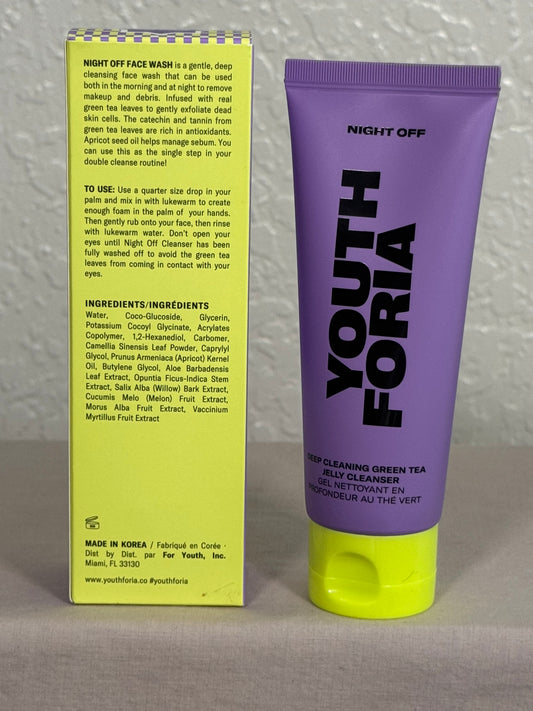 NIGHT OFF FACE WASH is a gentle, deep
cleansing face wash that can be used
both in the morning and at night to remove
makeup and debris. Infused with real
green tea leaves to gently exfoliate dead
skin cells. The catechin and tannin from
green tea leaves are rich in antioxidants.
Apricot seed oil helps manage sebum. You
can use this as the single step in your
double cleanse routine!
TO USE: Use a quarter size drop in your
palm and mix in with lukewarm to create
enough foam in the palm of your hands.
Then gently rub onto your face, then rinse
with lukewarm water. Don't open your
eyes until Night Off Cleanser has been
fully washed off to avoid the green tea
leaves from coming in contact with your
eyes.
INGREDIENTS/INGRÉDIENTS
Water, Coco-Glucoside, Glycerin,
Potassium Cocoyl Glycinate, Acrylates
Copolymer, 1,2-Hexanediol, Carbomer,
Camellia Sinensis Leaf Powder, Caprylyl
Glycol, Prunus Armeniaca (Apricot) Kernel
Oil, Butylene Glycol, Aloe Barbadensis
Leaf Extract, Opuntia Ficus-Indica Stem
Extract, Salix Alba (Willow) Bark Extract,
Cucumis Melo (Melon) Fruit Extract,
Morus Alba Fruit Extract, Vaccinium
Myrtillus Fruit Extract
MADE IN KOREA / Fabriqué en Corée ·
Dist by Dist. par For Youth, Inc.
Miami, FL 33130
www.youthforia.co #youthforia
NIGHT OFF
YOUTH
FORIA
DEEP CLEANING GREEN TEA
JELLY CLEANSER
GEL NETTOYANT EN
PROFONDEUR AU THÉ VERT